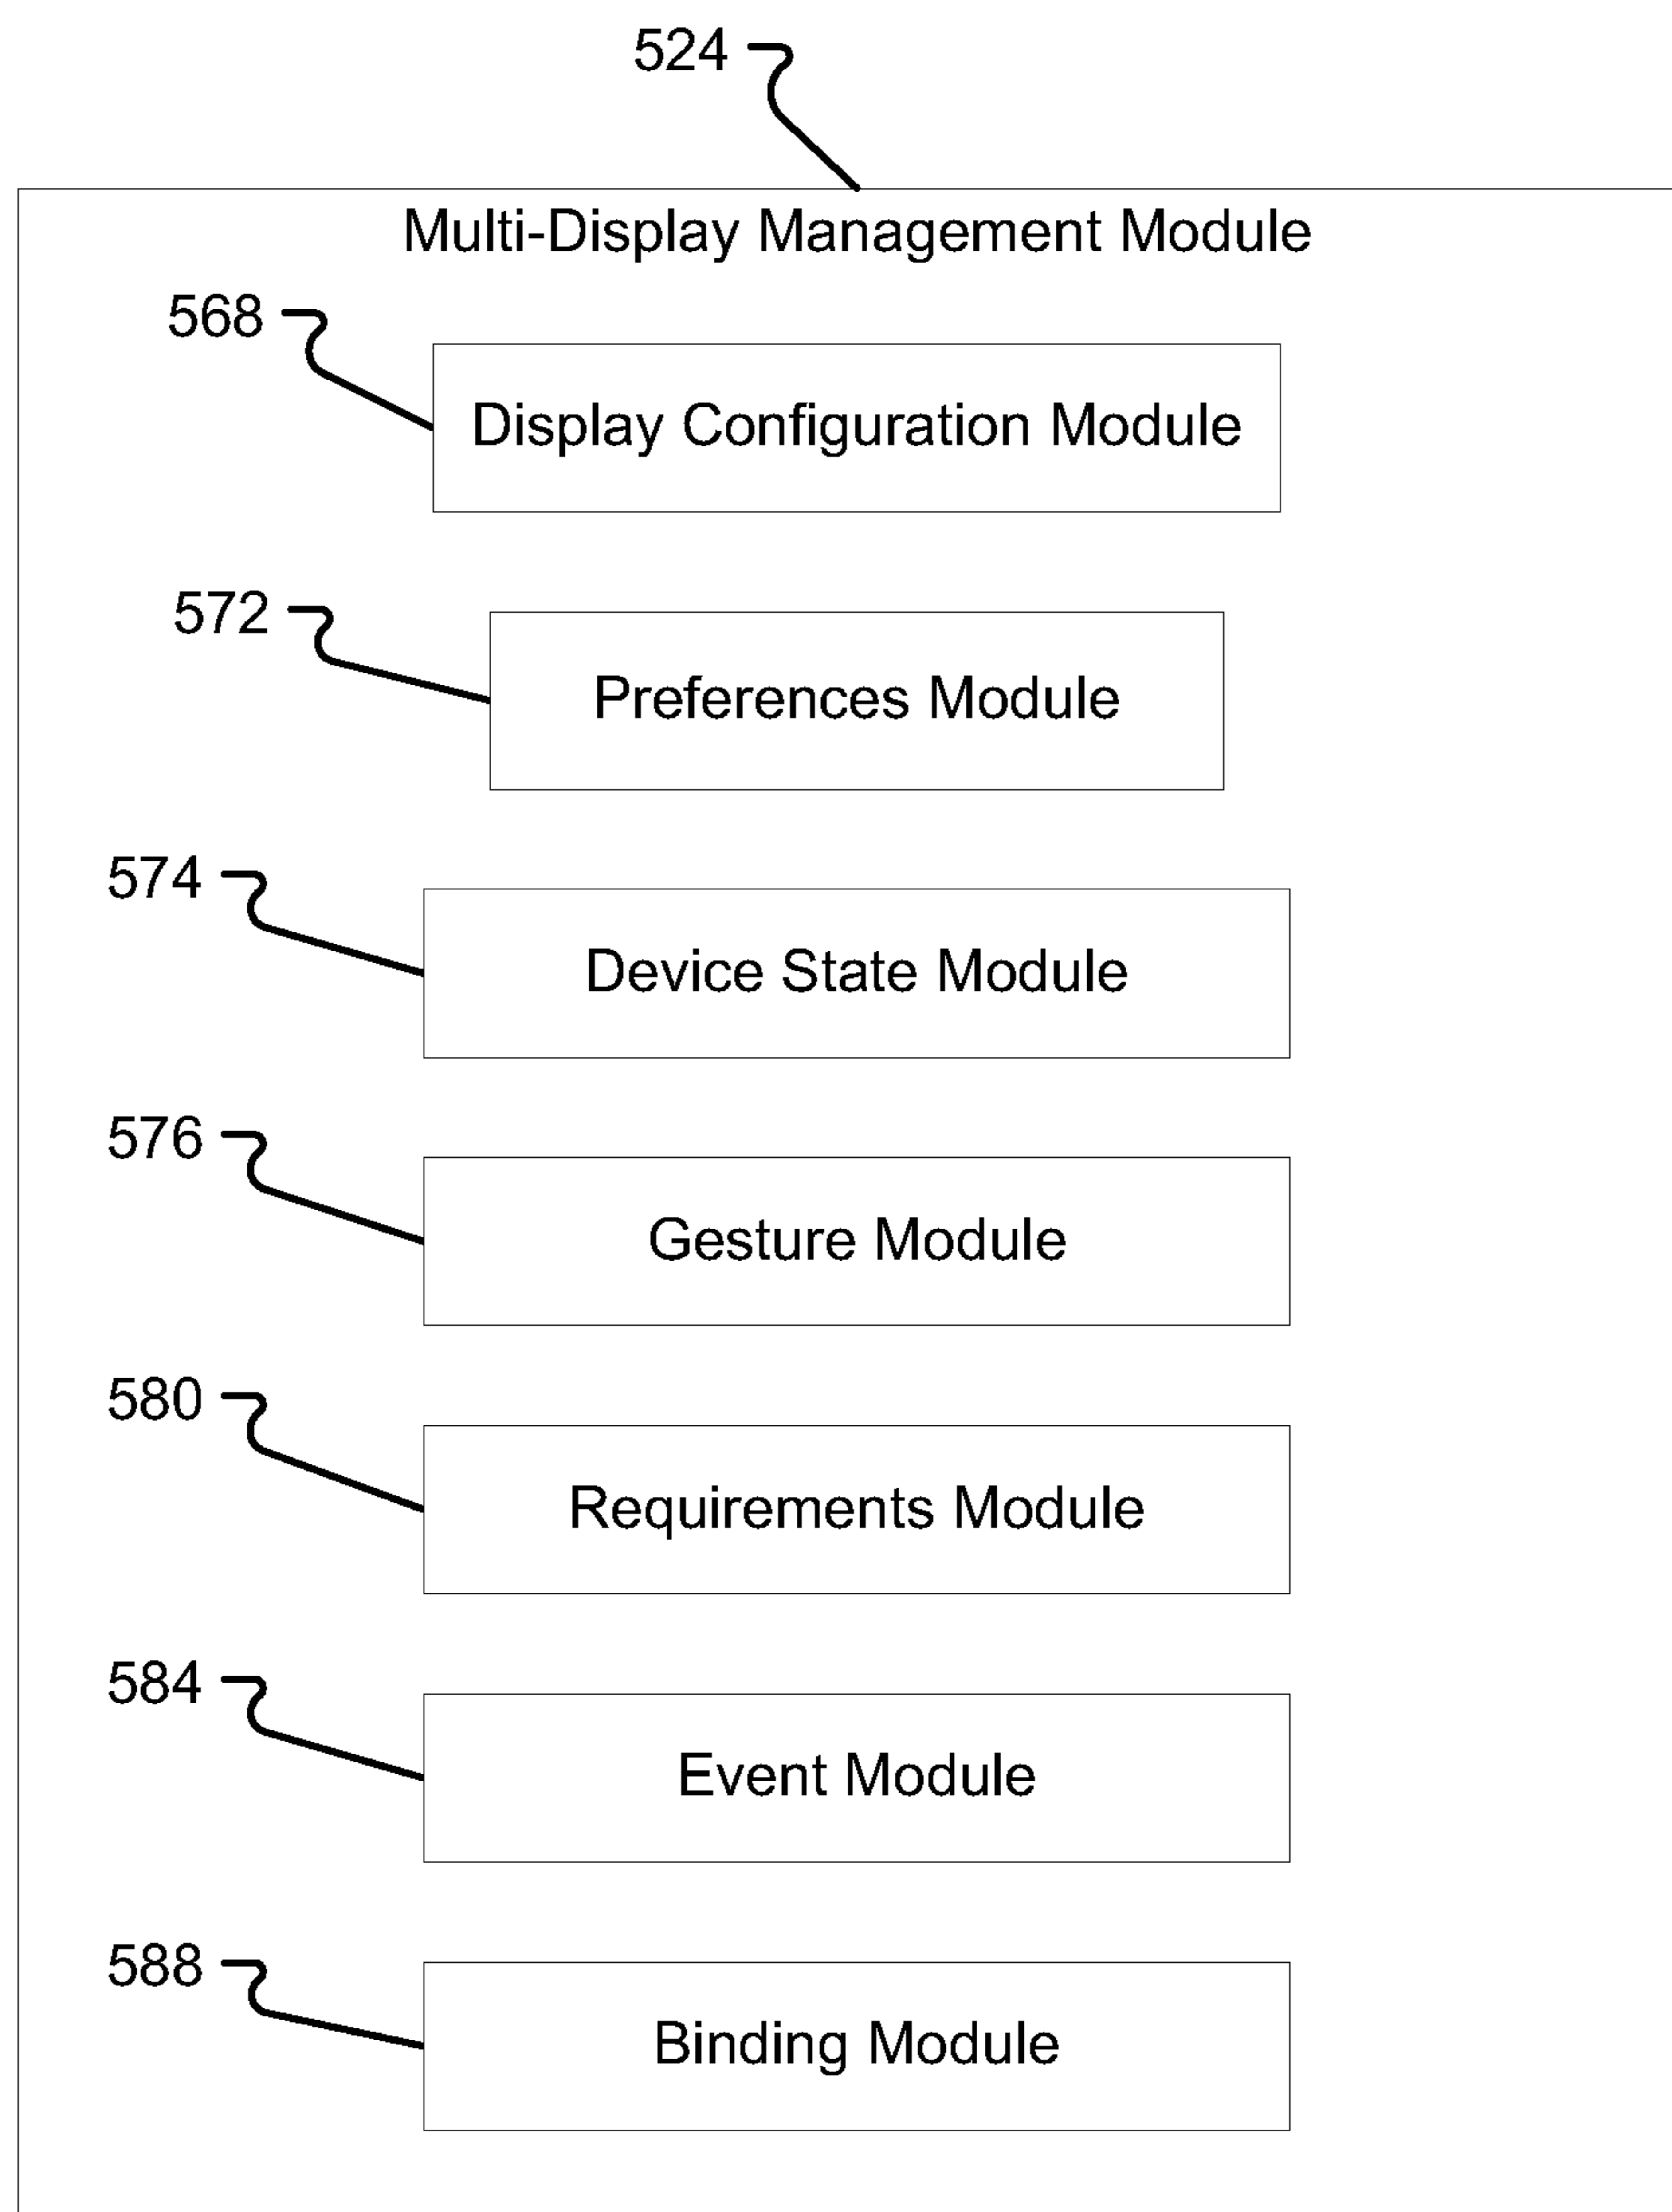 524
Multi-Display Management Module
568
Display Configuration Module
572
Preferences Module
574
Device State Module
576
Gesture Module
580
Requirements Module
584
Event Module
588
Binding Module